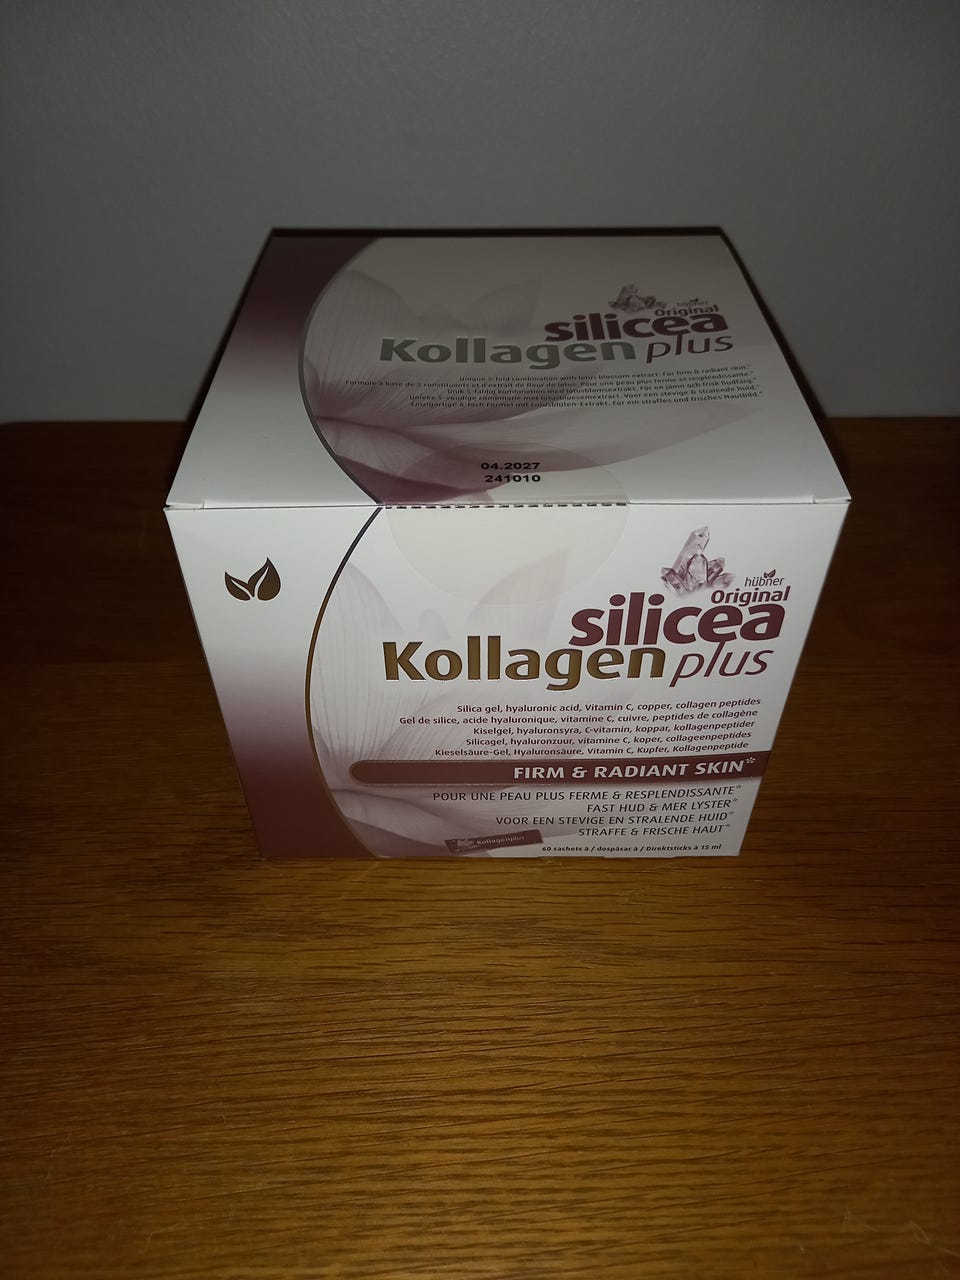 hübner
Original
silicea
Kollagen plus
Unique 5-fold combination with lotus blossom extract. For firm & radiant skin.*
Formule à base de 5 constituants et d'extrait de fleur de lotus. Pour une peau plus ferme et resplendissante.*
Unik 5-faldig kombination med lotusblomsextrakt. För en jämn och frisk hudfärg.*
Unieke 5-voudige combinatie met lotusbloesemextract. Voor een stevige & stralende huid.*
Einzigartige 5-fach Formel mit Lotusblüten-Extrakt. Für ein straffes und frisches Hautbild.*
04.2027
241010
hübner
Original
silicea
Kollagen plus
Silica gel, hyaluronic acid, Vitamin C, copper, collagen peptides
Gel de silice, acide hyaluronique, vitamine C, cuivre, peptides de collagène
Kiselgel, hyaluronsyra, C-vitamin, koppar, kollagenpeptider
Silicagel, hyaluronzuur, vitamine C, koper, collageenpeptides
Kieselsäure-Gel, Hyaluronsäure, Vitamin C, Kupfer, Kollagenpeptide
FIRM & RADIANT SKIN*
POUR UNE PEAU PLUS FERME & RESPLENDISSANTE*
FAST HUD & MER LYSTER*
VOOR EEN STEVIGE EN STRALENDE HUID*
STRAFFE & FRISCHE HAUT*
Kollagenplus
60 sachets à / dospåsar à / Direktsticks à 15 ml